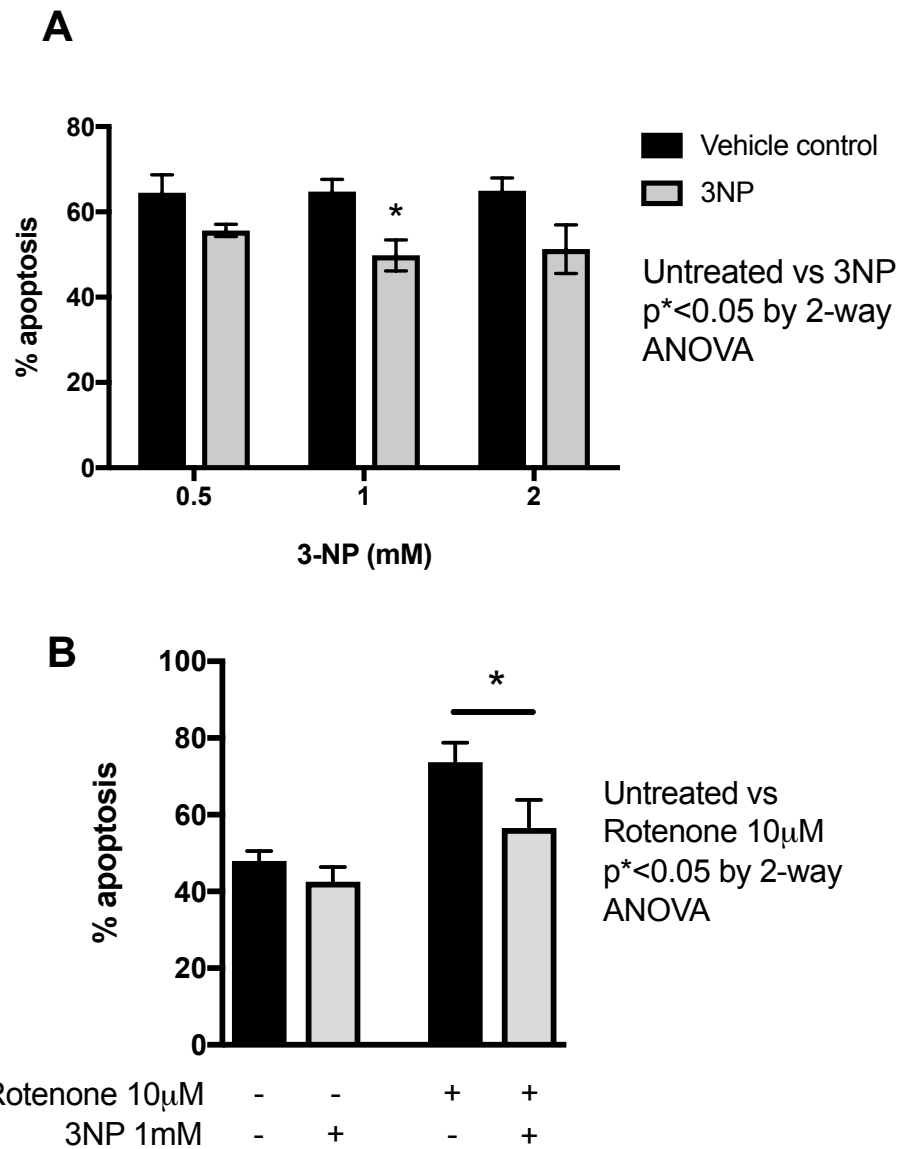 A
80
60
40
20
0
% apoptosis
*
0.5 1 2
3-NP (mM)
Vehicle control
3NP
Untreated vs 3NP
p*<0.05 by 2-way
ANOVA
B
100
80
60
40
20
0
% apoptosis
*
Untreated vs
Rotenone 10μM
p*<0.05 by 2-way
ANOVA
Rotenone 10μM - - + +
3NP 1mM - + - +